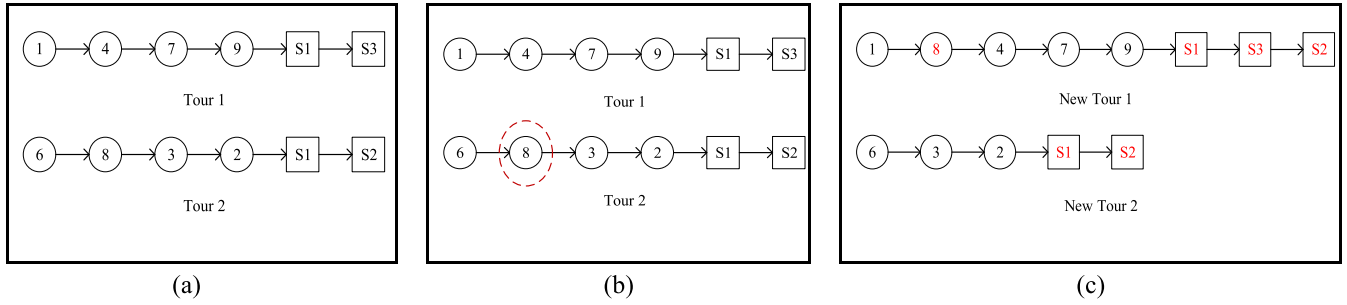 1 4 7 9 S1 S3
Tour 1
6 8 3 2 S1 S2
Tour 2
(a)
1 4 7 9 S1 S3
Tour 1
6 8 3 2 S1 S2
Tour 2
(b)
1 8 4 7 9 S1 S3 S2
New Tour 1
6 3 2 S1 S2
New Tour 2
(c)